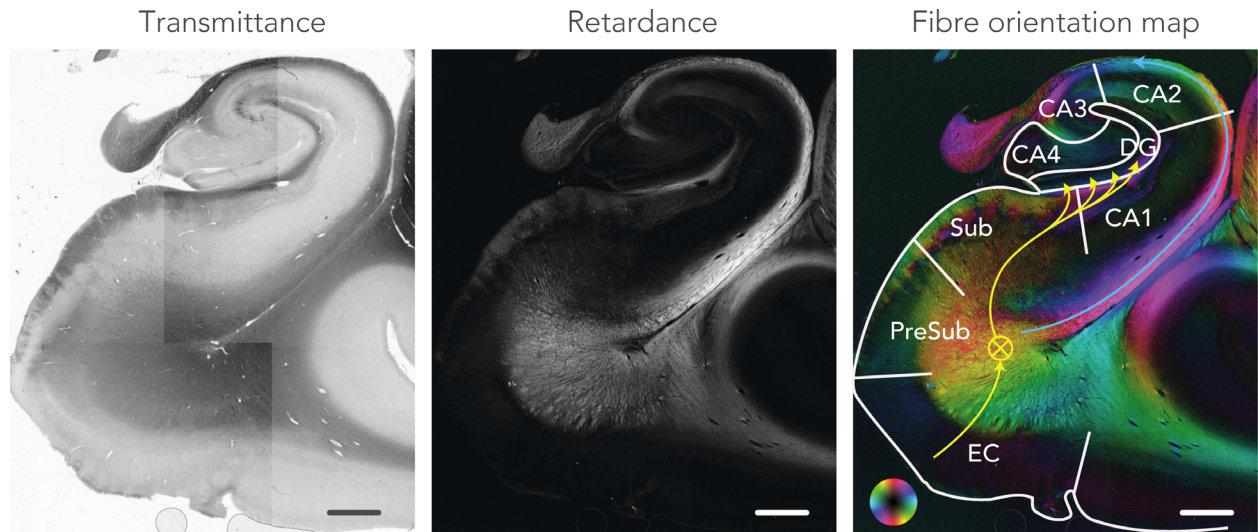 Transmittance
Retardance
Fibre orientation map
CA3
CA2
CA4
DG
CA1
Sub
PreSub
EC